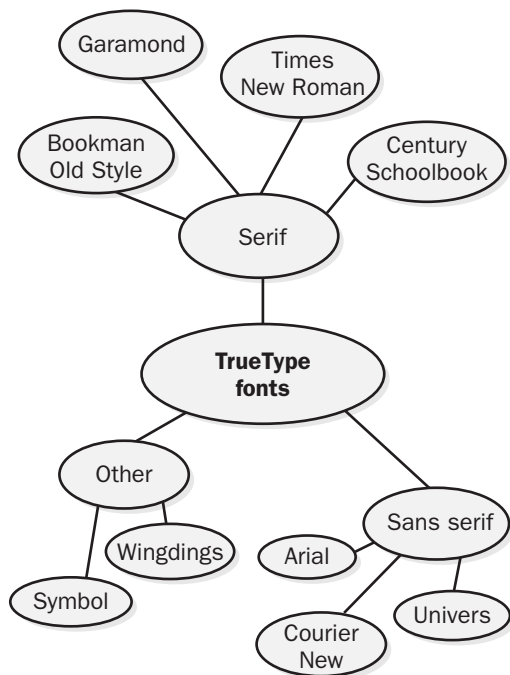 Garamond
Times
New Roman
Bookman
Old Style
Century
Schoolbook
Serif
TrueType
fonts
Other
Sans serif
Wingdings
Arial
Symbol
Univers
Courier
New